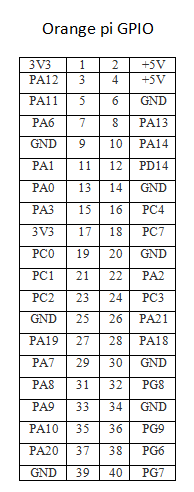 Orange pi GPIO
3V3 1 2 +5V
PA12 3 4 +5V
PA11 5 6 GND
PA6 7 8 PA13
GND 9 10 PA14
PA1 11 12 PD14
PA0 13 14 GND
PA3 15 16 PC4
3V3 17 18 PC7
PC0 19 20 GND
PC1 21 22 PA2
PC2 23 24 PC3
GND 25 26 PA21
PA19 27 28 PA18
PA7 29 30 GND
PA8 31 32 PG8
PA9 33 34 GND
PA10 35 36 PG9
PA20 37 38 PG6
GND 39 40 PG7